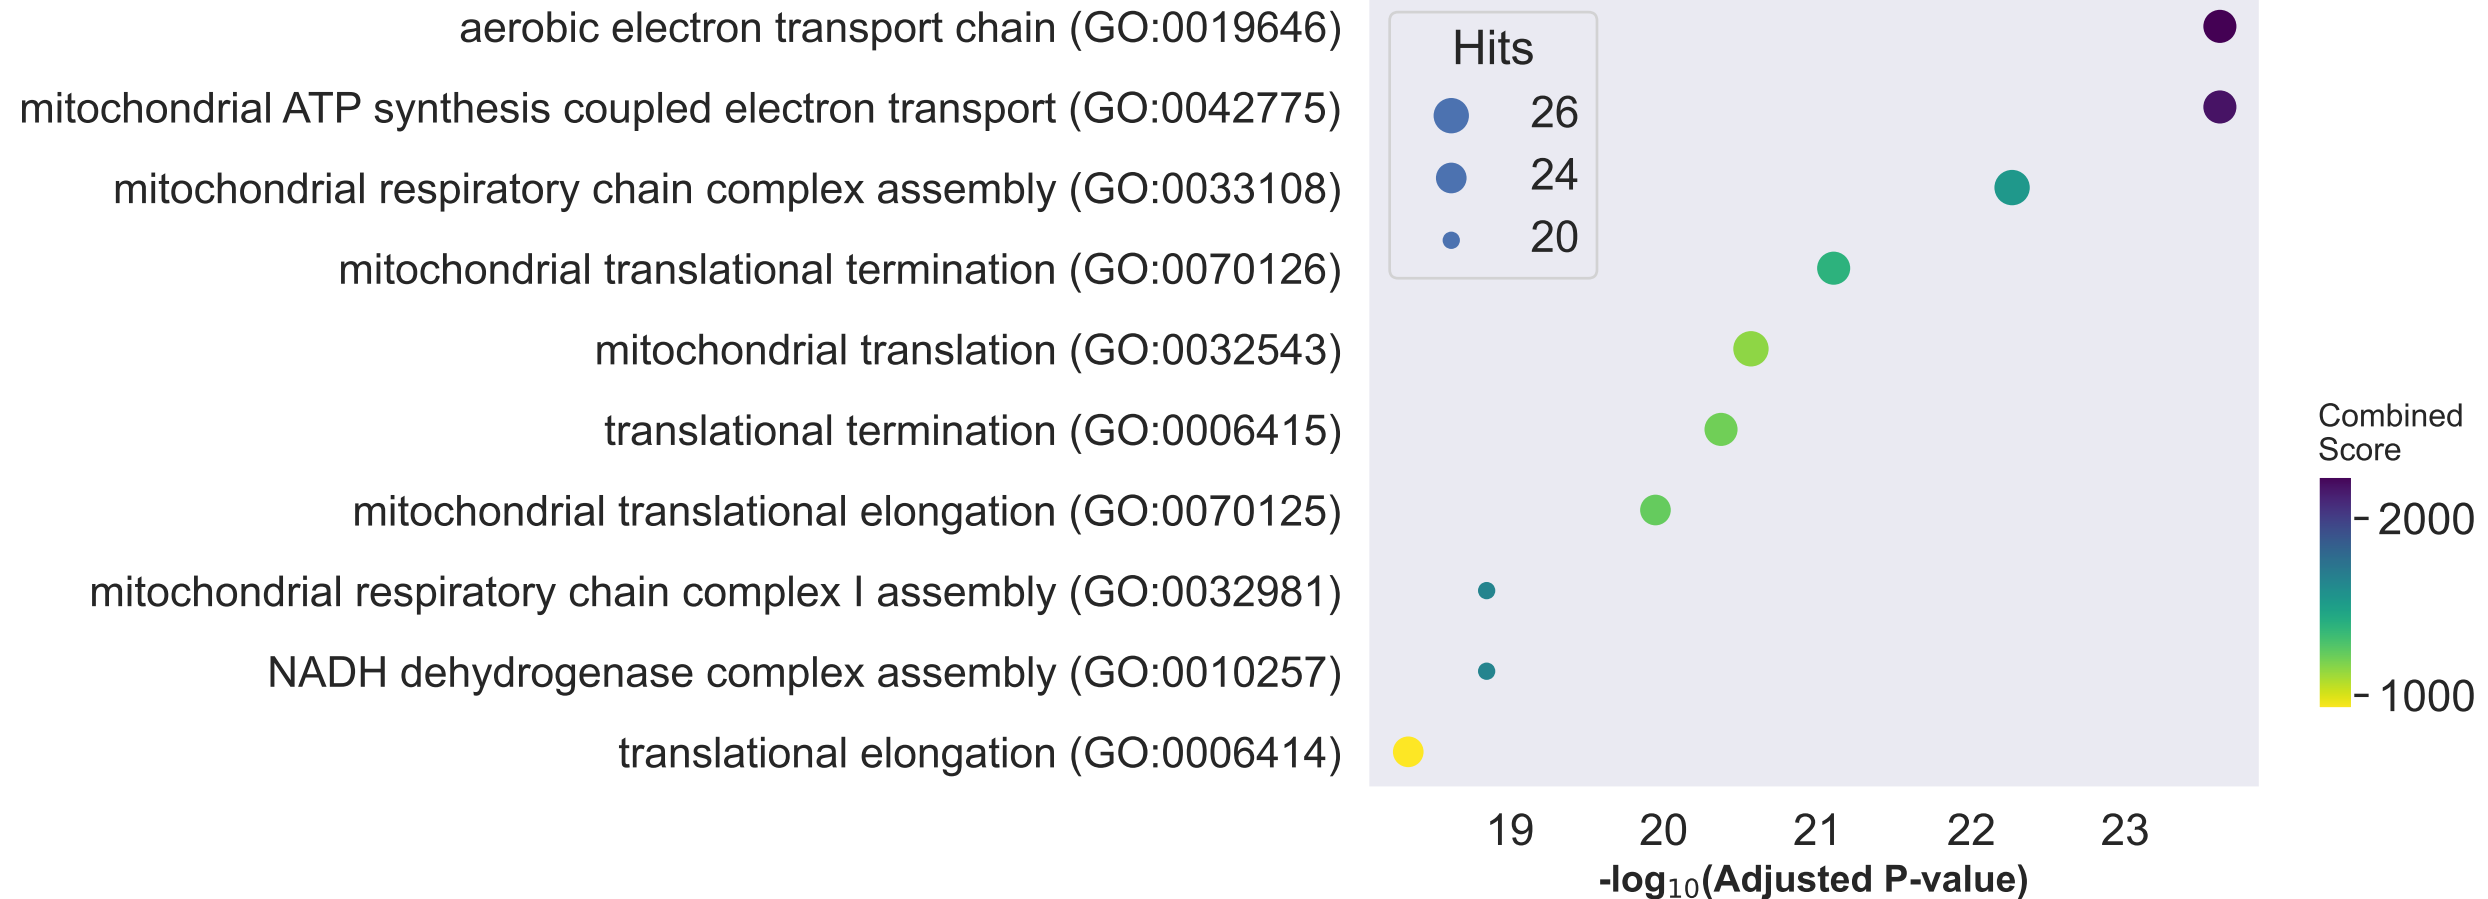 aerobic electron transport chain (GO:0019646)
mitochondrial ATP synthesis coupled electron transport (GO:0042775)
mitochondrial respiratory chain complex assembly (GO:0033108)
mitochondrial translational termination (GO:0070126)
mitochondrial translation (GO:0032543)
translational termination (GO:0006415)
mitochondrial translational elongation (GO:0070125)
mitochondrial respiratory chain complex I assembly (GO:0032981)
NADH dehydrogenase complex assembly (GO:0010257)
translational elongation (GO:0006414)
Hits
26
24
20
19 20 21 22 23
-log₁₀(Adjusted P-value)
Combined
Score
2000
1000